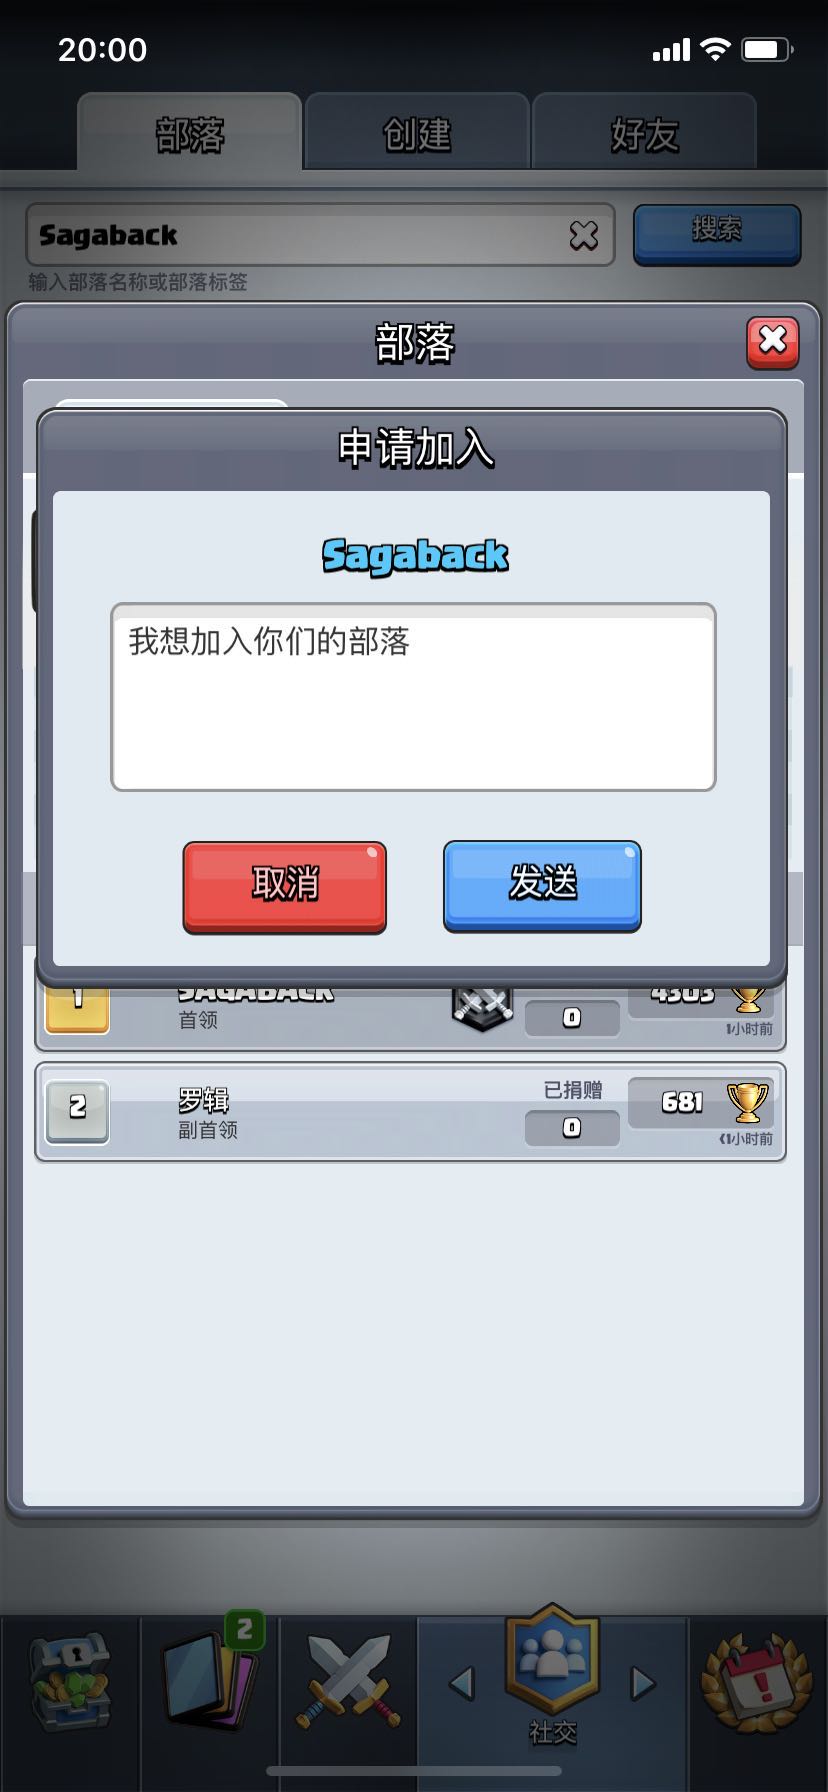 20:00
部落
创建
好友
Sagaback
搜索
输入部落名称或部落标签
部落
申请加入
Sagaback
我想加入你们的部落
取消
发送
1
SAGABACK
4303
首领
0
1小时前
2
罗辑
已捐赠
681
副首领
0
<1小时前
2
社交